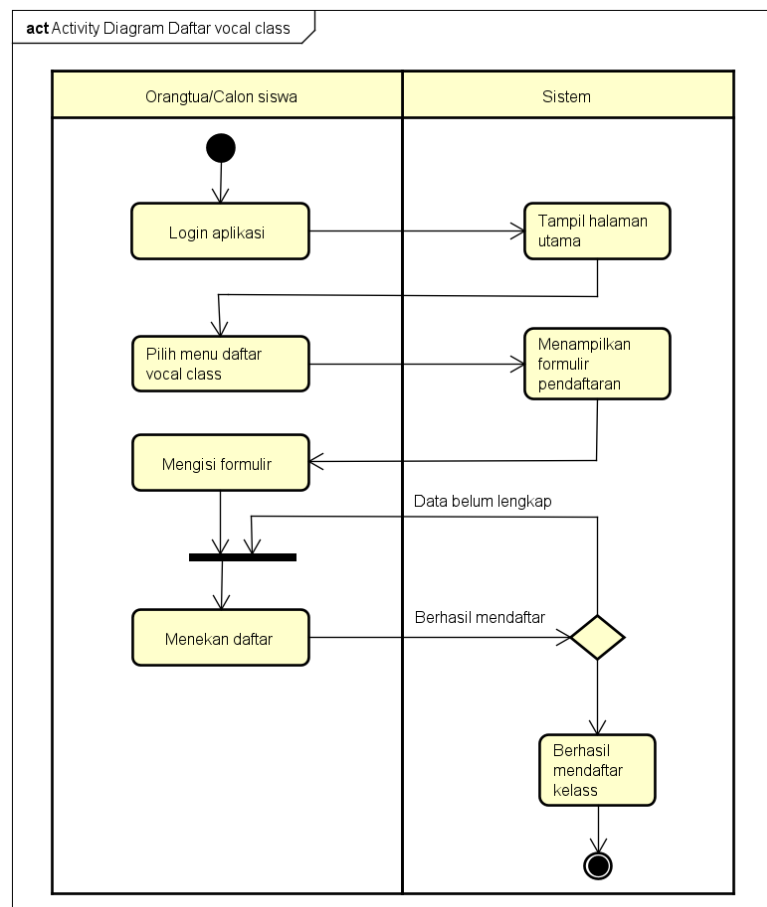 act Activity Diagram Daftar vocal class
Orangtua/Calon siswa
Sistem
Login aplikasi
Tampil halaman
utama
Pilih menu daftar
vocal class
Menampilkan
formulir
pendaftaran
Mengisi formulir
Data belum lengkap
Menekan daftar
Berhasil mendaftar
Berhasil
mendaftar
kelass